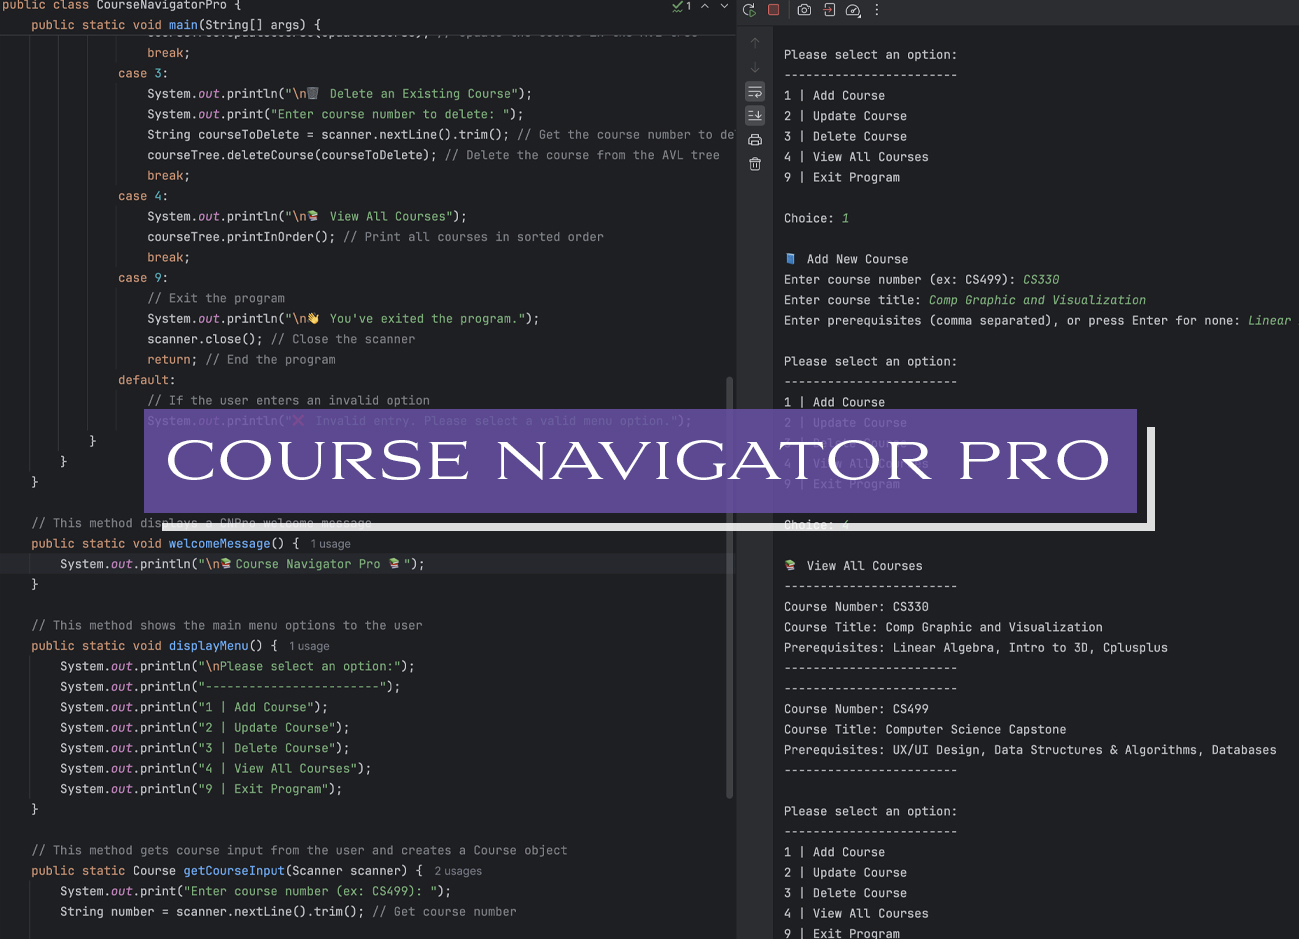 public class CourseNavigatorPro {
public static void main(String[] args) {
break;
case 3:
System.out.println("\n🗑 Delete an Existing Course");
System.out.print("Enter course number to delete: ");
String courseToDelete = scanner.nextLine().trim(); // Get the course number to de
courseTree.deleteCourse(courseToDelete); // Delete the course from the AVL tree
break;
case 4:
System.out.println("\n📚 View All Courses");
courseTree.printInOrder(); // Print all courses in sorted order
break;
case 9:
// Exit the program
System.out.println("\n👋 You've exited the program.");
scanner.close(); // Close the scanner
return; // End the program
default:
// If the user enters an invalid option
System.out.println("❌ Invalid entry. Please select a valid menu option.");
}
}
}
// This method displays a CNPro welcome message
public static void welcomeMessage() { 1 usage
System.out.println("\n📚 Course Navigator Pro 📚 ");
}
// This method shows the main menu options to the user
public static void displayMenu() { 1 usage
System.out.println("\nPlease select an option:");
System.out.println("------------------------");
System.out.println("1 | Add Course");
System.out.println("2 | Update Course");
System.out.println("3 | Delete Course");
System.out.println("4 | View All Courses");
System.out.println("9 | Exit Program");
}
// This method gets course input from the user and creates a Course object
public static Course getCourseInput(Scanner scanner) { 2 usages
System.out.print("Enter course number (ex: CS499): ");
String number = scanner.nextLine().trim(); // Get course number
1
COURSE NAVIGATOR PRO
Please select an option:
------------------------
1 | Add Course
2 | Update Course
3 | Delete Course
4 | View All Courses
9 | Exit Program
Choice: 1
📘 Add New Course
Enter course number (ex: CS499): CS330
Enter course title: Comp Graphic and Visualization
Enter prerequisites (comma separated), or press Enter for none: Linear
Please select an option:
------------------------
1 | Add Course
2 | Update Course
4 | View All Courses
9 | Exit Program
Choice: 4
📚 View All Courses
------------------------
Course Number: CS330
Course Title: Comp Graphic and Visualization
Prerequisites: Linear Algebra, Intro to 3D, Cplusplus
------------------------
------------------------
Course Number: CS499
Course Title: Computer Science Capstone
Prerequisites: UX/UI Design, Data Structures & Algorithms, Databases
------------------------
Please select an option:
------------------------
1 | Add Course
2 | Update Course
3 | Delete Course
4 | View All Courses
9 | Exit Program